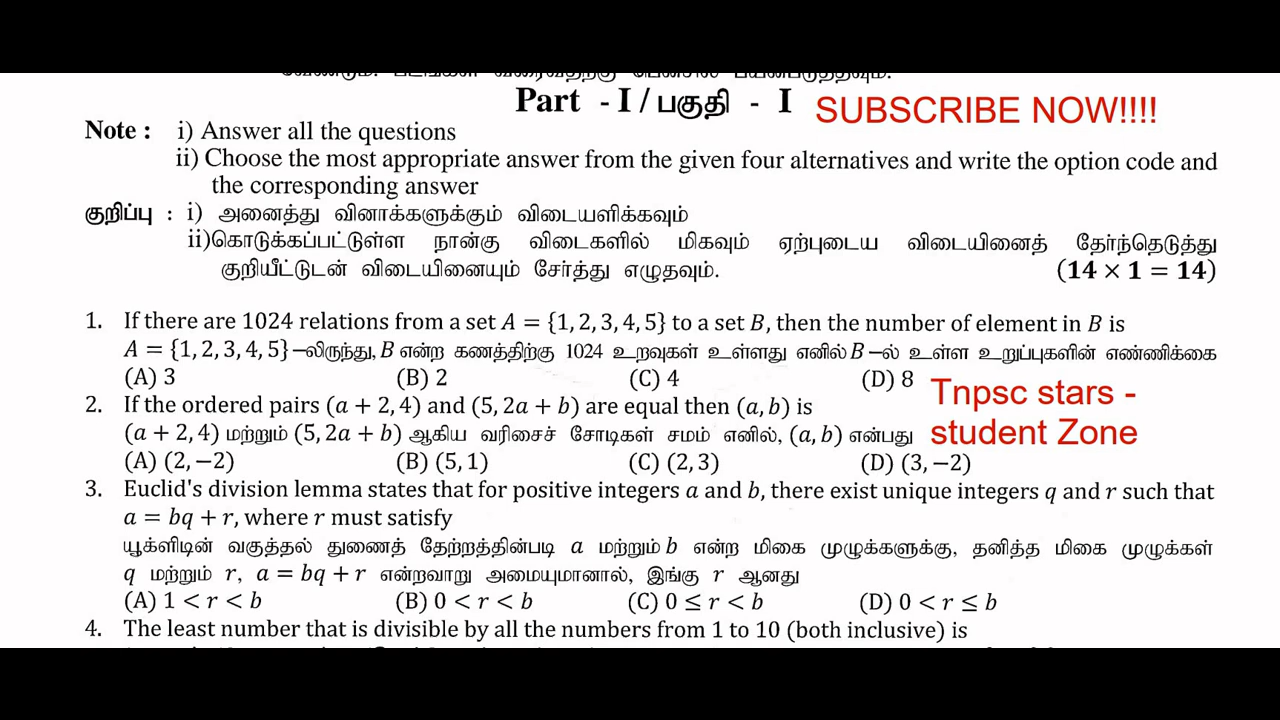 Part - I / பகுதி - I
SUBSCRIBE NOW!!!!
Note : i) Answer all the questions
ii) Choose the most appropriate answer from the given four alternatives and write the option code and
the corresponding answer
குறிப்பு : i) அனைத்து வினாக்களுக்கும் விடையளிக்கவும்
ii)கொடுக்கப்பட்டுள்ள நான்கு விடைகளில் மிகவும் ஏற்புடைய விடையினைத் தேர்ந்தெடுத்து
குறியீட்டுடன் விடையினையும் சேர்த்து எழுதவும். (14 × 1 = 14)
1. If there are 1024 relations from a set A = {1, 2, 3, 4, 5} to a set B, then the number of element in B is
A = {1, 2, 3, 4, 5} –லிருந்து, B என்ற கணத்திற்கு 1024 உறவுகள் உள்ளது எனில் B –ல் உள்ள உறுப்புகளின் எண்ணிக்கை
(A) 3 (B) 2 (C) 4 (D) 8
Tnpsc stars -
student Zone
2. If the ordered pairs (a + 2, 4) and (5, 2a + b) are equal then (a, b) is
(a + 2, 4) மற்றும் (5, 2a + b) ஆகிய வரிசைச் சோடிகள் சமம் எனில், (a, b) என்பது
(A) (2, −2) (B) (5, 1) (C) (2, 3) (D) (3, −2)
3. Euclid's division lemma states that for positive integers a and b, there exist unique integers q and r such that
a = bq + r, where r must satisfy
யூக்ளிடின் வகுத்தல் துணைத் தேற்றத்தின்படி a மற்றும் b என்ற மிகை முழுக்களுக்கு, தனித்த மிகை முழுக்கள்
q மற்றும் r, a = bq + r என்றவாறு அமையுமானால், இங்கு r ஆனது
(A) 1 < r < b (B) 0 < r < b (C) 0 ≤ r < b (D) 0 < r ≤ b
4. The least number that is divisible by all the numbers from 1 to 10 (both inclusive) is